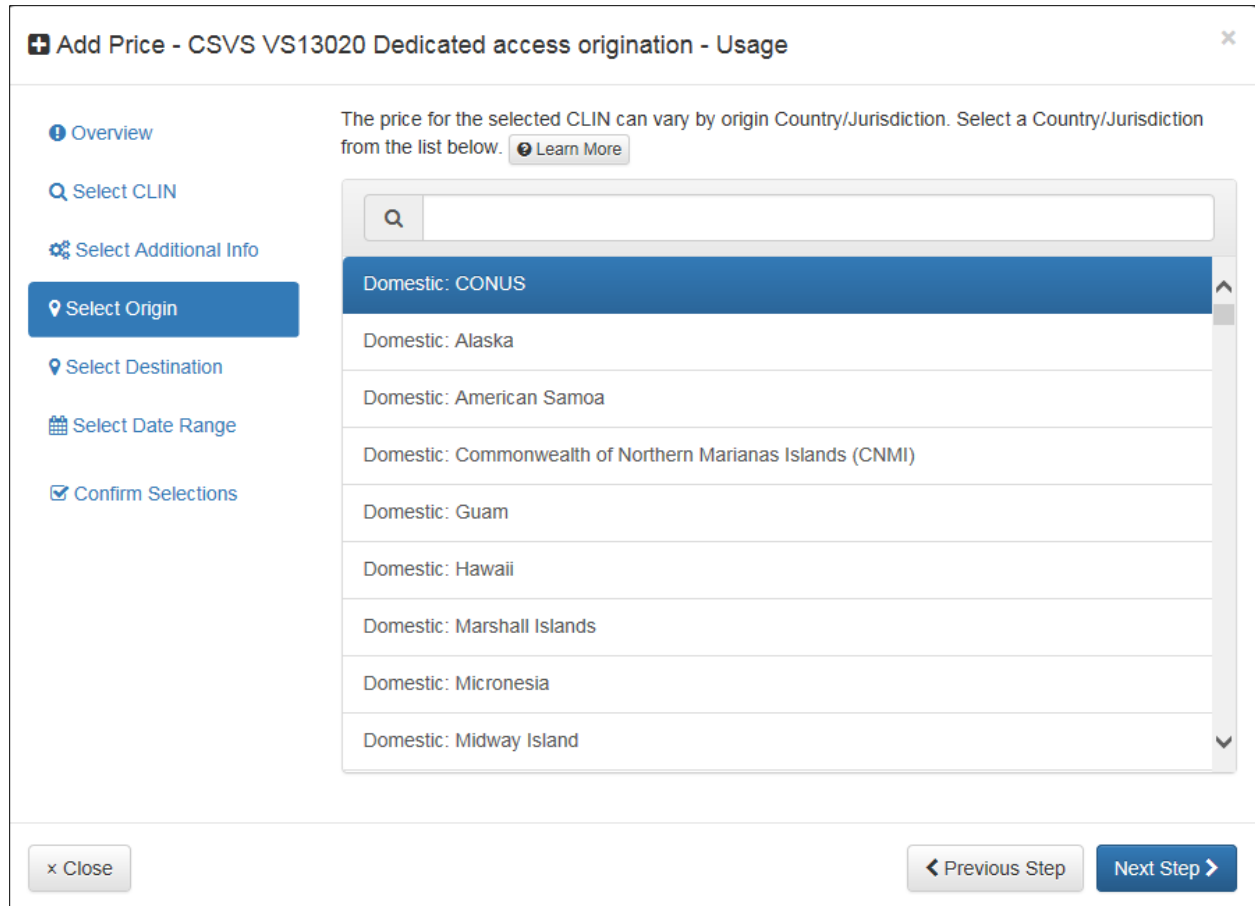 Add Price - CSVS VS13020 Dedicated access origination - Usage
×
Overview
Select CLIN
Select Additional Info
Select Origin
Select Destination
Select Date Range
Confirm Selections
The price for the selected CLIN can vary by origin Country/Jurisdiction. Select a Country/Jurisdiction
from the list below. Learn More
Domestic: CONUS
Domestic: Alaska
Domestic: American Samoa
Domestic: Commonwealth of Northern Marianas Islands (CNMI)
Domestic: Guam
Domestic: Hawaii
Domestic: Marshall Islands
Domestic: Micronesia
Domestic: Midway Island
× Close
Previous Step
Next Step